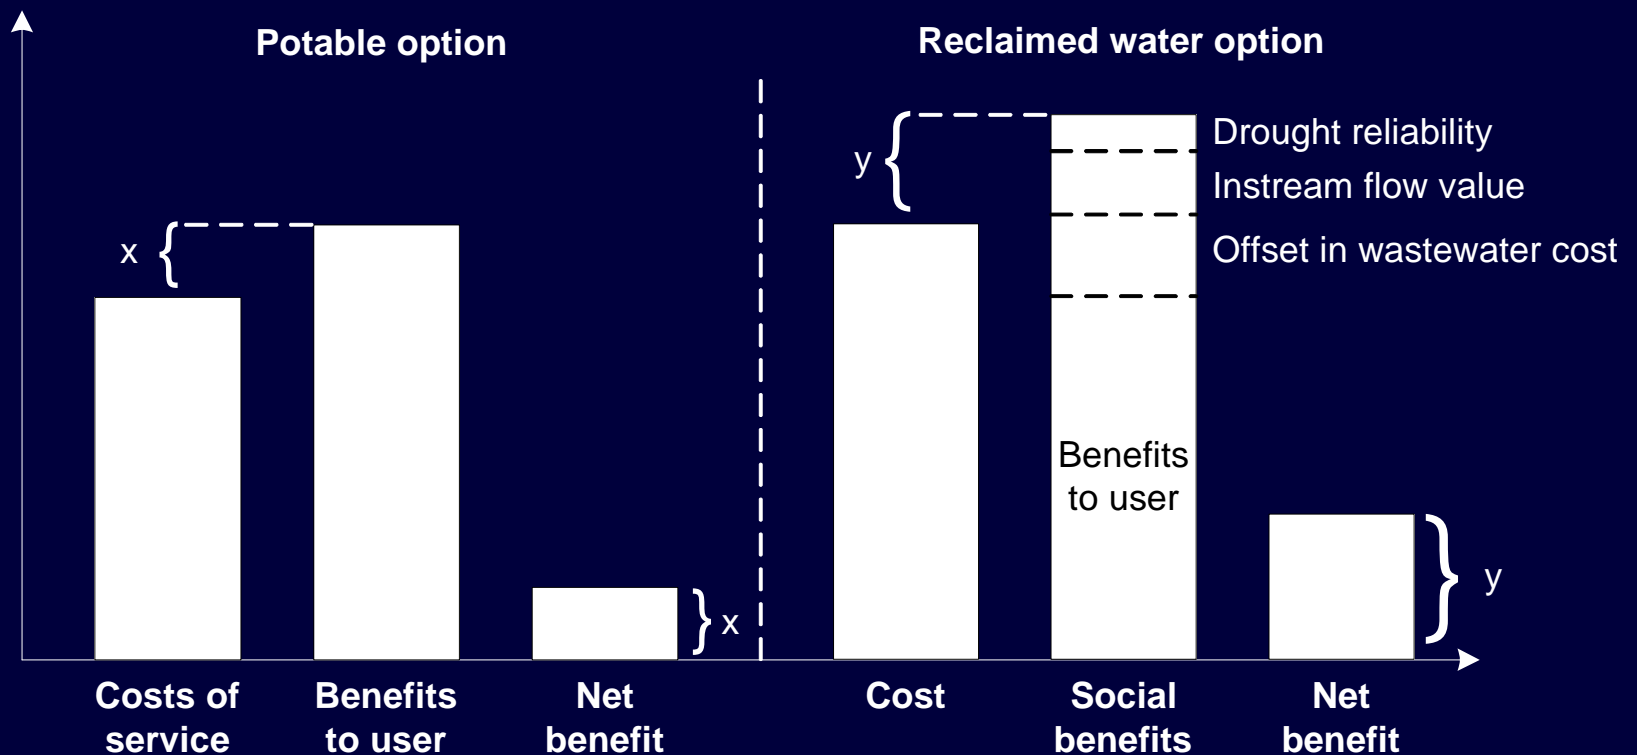 Potable option
Reclaimed water option
y
Drought reliability
Instream flow value
x
Offset in wastewater cost
Benefits
to user
y
x
Costs of
service
Benefits
to user
Net
benefit
Cost
Social
benefits
Net
benefit